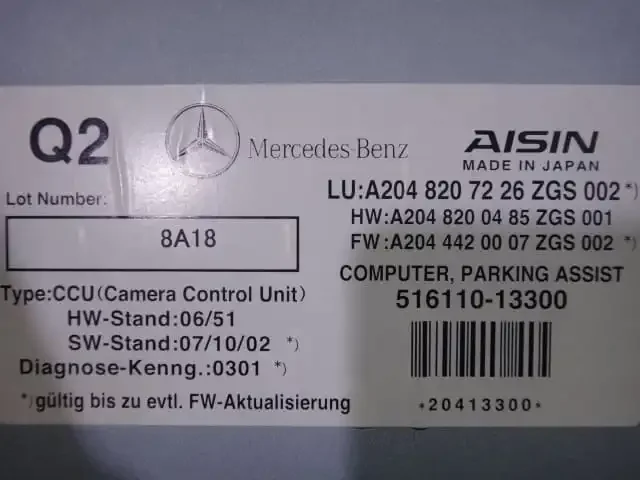 Q2
Mercedes-Benz
AISIN
MADE IN JAPAN
Lot Number:
8A18
LU:A204 820 72 26 ZGS 002 *)
HW:A204 820 04 85 ZGS 001
FW:A204 442 00 07 ZGS 002 *)
COMPUTER, PARKING ASSIST
516110-13300
Type:CCU(Camera Control Unit)
HW-Stand:06/51
SW-Stand:07/10/02 *)
Diagnose-Kenng.:0301 *)
*)gültig bis zu evtl. FW-Aktualisierung
*20413300*